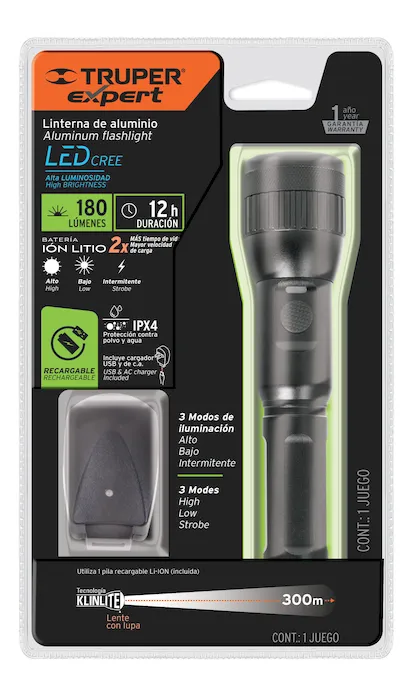 TRUPER
expert
1 año
year
GARANTÍA
WARRANTY
Linterna de aluminio
Aluminum flashlight
LED CREE
Alta LUMINOSIDAD
High BRIGHTNESS
180
LÚMENES
12 h
DURACIÓN
BATERÍA
IÓN LITIO 2x
MÁS tiempo de vida
Mayor velocidad
de carga
Alto
High
Bajo
Low
Intermitente
Strobe
IPX4
Protección contra
polvo y agua
Incluye cargador
USB y de c.a.
USB & AC charger
included
RECARGABLE
RECHARGEABLE
3 Modos de
iluminación
Alto
Bajo
Intermitente
3 Modes
High
Low
Strobe
CONT.: 1 JUEGO
Utiliza 1 pila recargable Li-ION (incluida)
Tecnología
KLINLITE
Lente
con lupa
300m
CONT.: 1 JUEGO